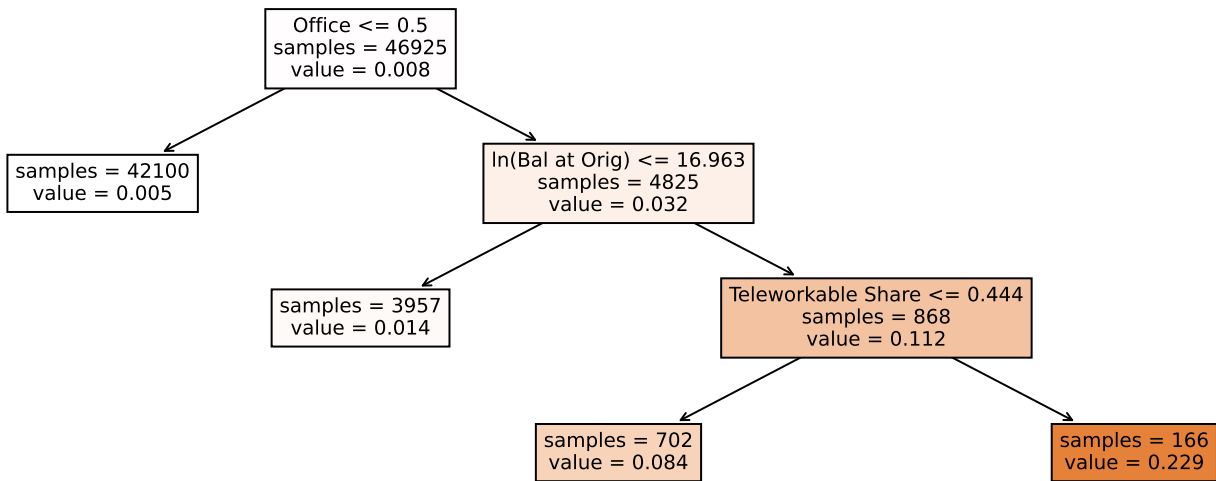 Office <= 0.5
samples = 46925
value = 0.008
samples = 42100
value = 0.005
ln(Bal at Orig) <= 16.963
samples = 4825
value = 0.032
samples = 3957
value = 0.014
Teleworkable Share <= 0.444
samples = 868
value = 0.112
samples = 702
value = 0.084
samples = 166
value = 0.229